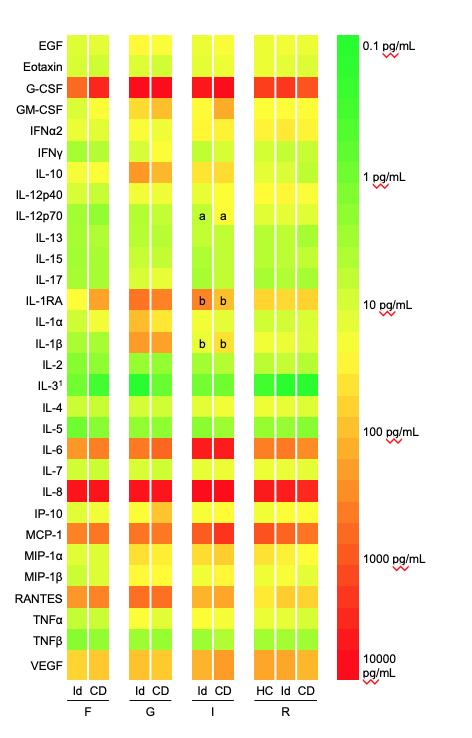 EGF
0.1 pg/mL
Eotaxin
G-CSF
GM-CSF
IFNα2
IFNγ
IL-10
1 pg/mL
IL-12p40
IL-12p70 a a
IL-13
IL-15
IL-17
IL-1RA b b
10 pg/mL
IL-1α
IL-1β b b
IL-2
IL-3¹
IL-4
IL-5
100 pg/mL
IL-6
IL-7
IL-8
IP-10
MCP-1
MIP-1α
1000 pg/mL
MIP-1β
RANTES
TNFα
TNFβ
VEGF
10000
pg/mL
Id CD Id CD Id CD HC Id CD
F G I R